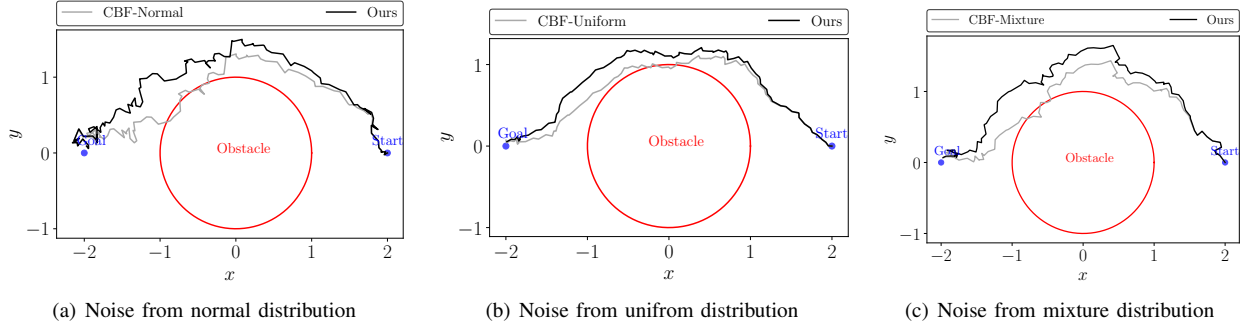 CBF-Normal Ours
1
0
−1
y
Goal
Obstacle
Start
−2 −1 0 1 2
x
(a) Noise from normal distribution
CBF-Uniform Ours
1
0
−1
y
Goal
Obstacle
Start
−2 −1 0 1 2
x
(b) Noise from unifrom distribution
CBF-Mixture Ours
1
0
−1
y
Goal
Obstacle
Start
−2 −1 0 1 2
x
(c) Noise from mixture distribution